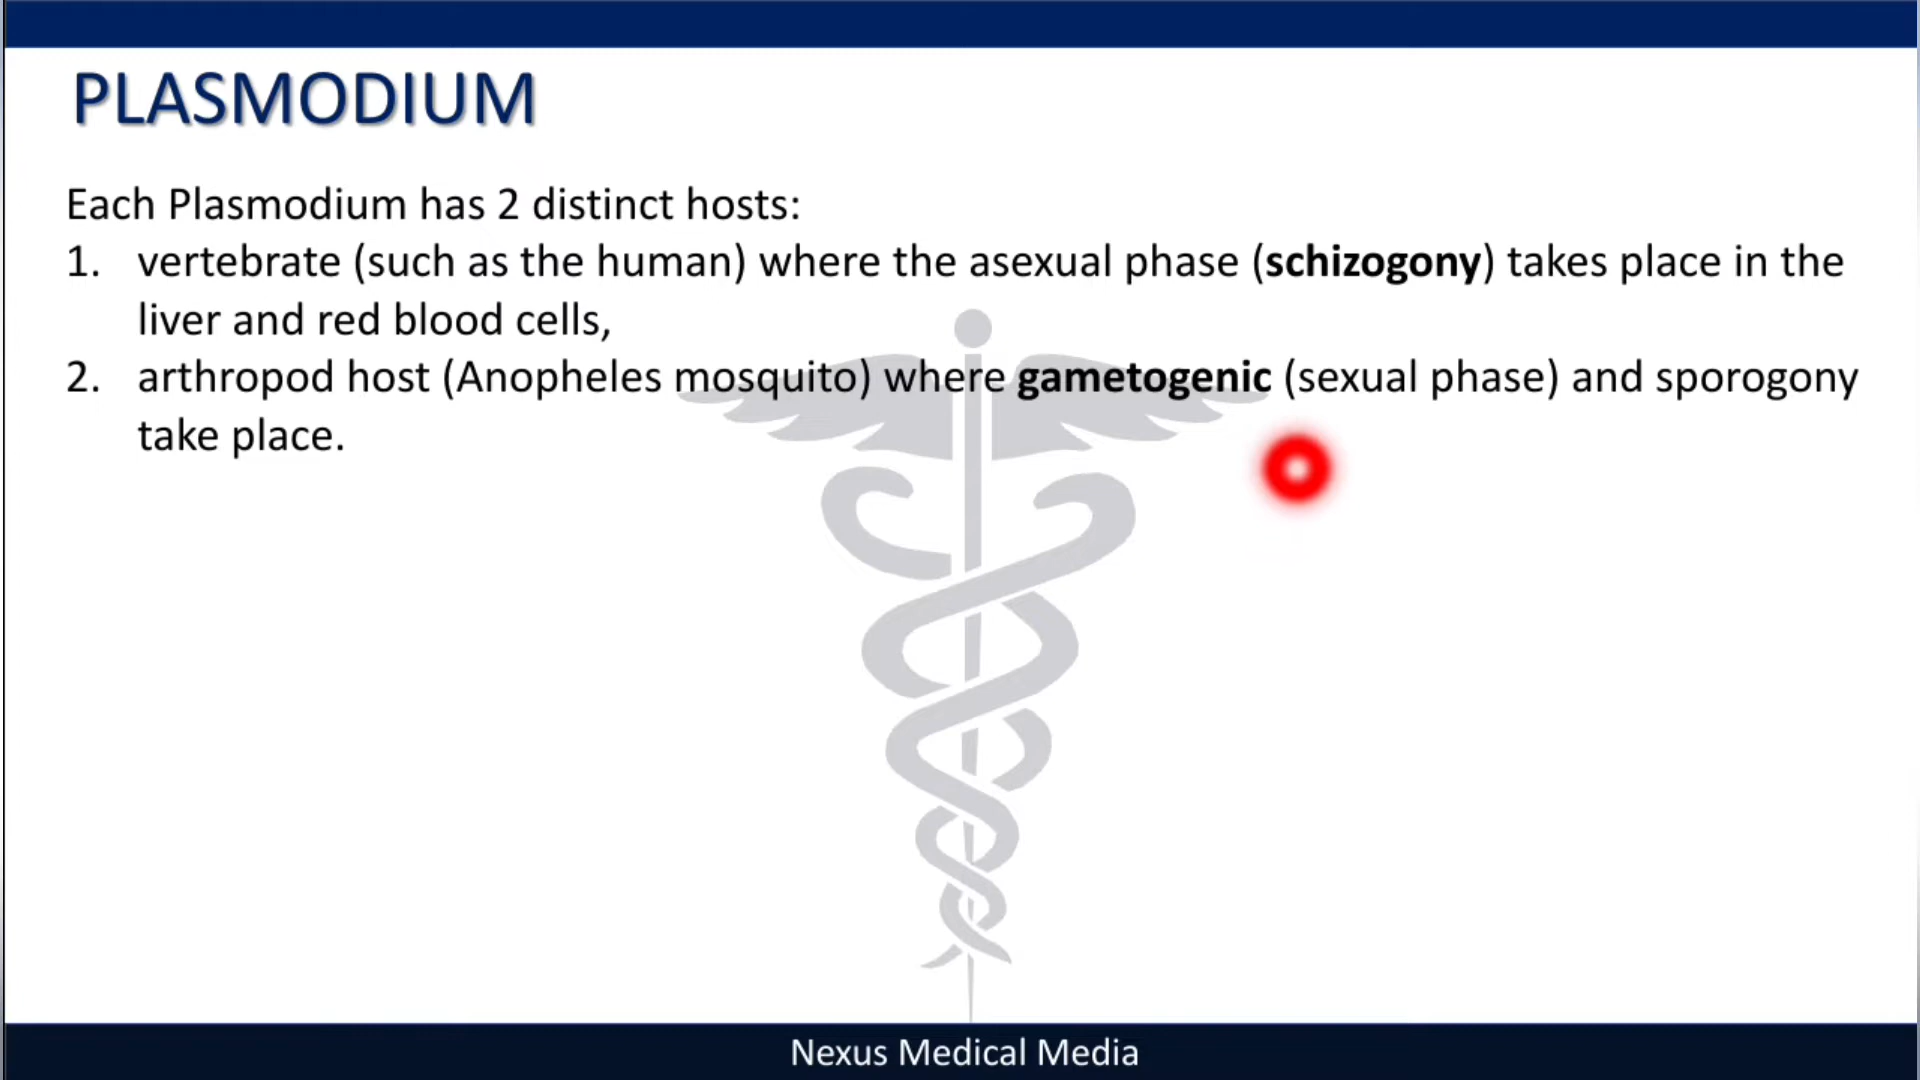 PLASMODIUM
Each Plasmodium has 2 distinct hosts:
1. vertebrate (such as the human) where the asexual phase (schizogony) takes place in the
liver and red blood cells,
2. arthropod host (Anopheles mosquito) where gametogenic (sexual phase) and sporogony
take place.
Nexus Medical Media